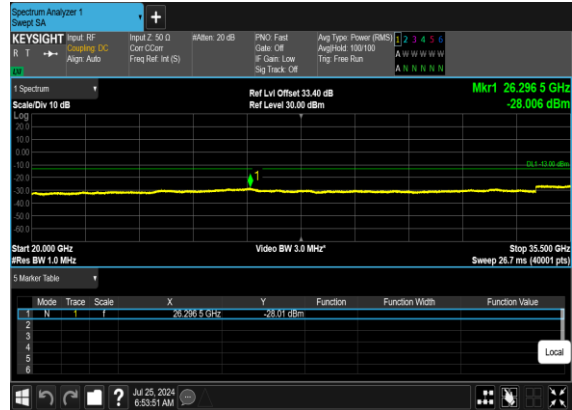 Spectrum Analyzer 1
Swept SA
+
KEYSIGHT Input: RF Input Z: 50 Ω #Atten: 20 dB PNO: Fast Avg Type: Power (RMS) 1 2 3 4 5 6
R T Coupling: DC Corr CCorr Gate: Off Avg|Hold: 100/100 A W W W W W
Align: Auto Freq Ref: Int (S) IF Gain: Low Trig: Free Run
Sig Track: Off A N N N N N
1 Spectrum Ref Lvl Offset 33.40 dB Mkr1 26.296 5 GHz
Scale/Div 10 dB Ref Level 30.00 dBm -28.006 dBm
Log
20.0
10.0
0.00
-10.0
DL1 -13.00 dBm
-20.0
1
-30.0
-40.0
-50.0
-60.0
Start 20.000 GHz Video BW 3.0 MHz* Stop 35.500 GHz
#Res BW 1.0 MHz Sweep 26.7 ms (40001 pts)
5 Marker Table
Mode Trace Scale X Y Function Function Width Function Value
1 N 1 f 26.296 5 GHz -28.01 dBm
2
3
4
5
6
Local
? Jul 25, 2024
6:53:51 AM